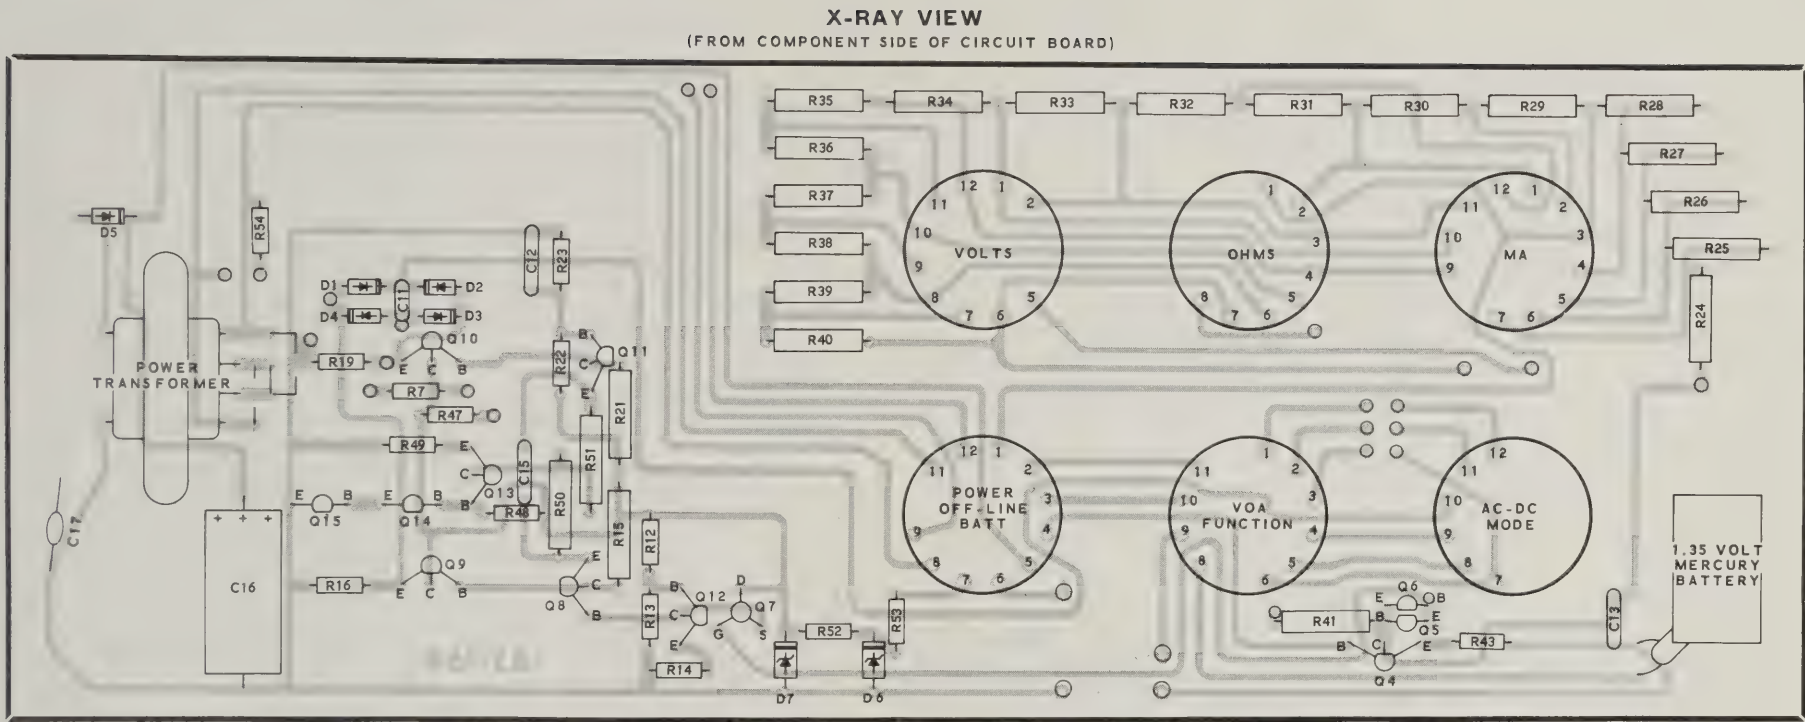 X-RAY VIEW
(FROM COMPONENT SIDE OF CIRCUIT BOARD)
R35 R34 R33 R32 R31 R30 R29 R28
R36
R27
R37
R26
R38
R25
R39
R24
R40
12 1 2 11 10 9 8 7 6 5
VOLTS
1 2 3 4 5 6 7 8
OHMS
12 1 2 3 4 5 6 7 9 10 11
MA
D5
R54
C12
R23
D1
C11
D2
D4
D3
Q10
E C B
R19
POWER
TRANSFORMER
R7
R47
R49
R22
B
C
E
Q11
R21
R51
E
C
B
Q13
C15
R50
R48
R15
E B
Q15
E B
Q14
C17
+ + +
C16
R16
Q9
E C B
E
C
B
Q8
R12
R13
B
C
E
Q12
D
G
S
Q7
R14
R52
R53
D7
D6
12 1 2 3 4 5 6 7 8 9 11
POWER
OFF-LINE
BATT
1 2 3 4 5 6 8 9 10 11
VOA
FUNCTION
12 11 10 9 8 7
AC-DC
MODE
Q6
E B
R41
B E
Q5
B C E
Q4
R43
C13
1.35 VOLT
MERCURY
BATTERY